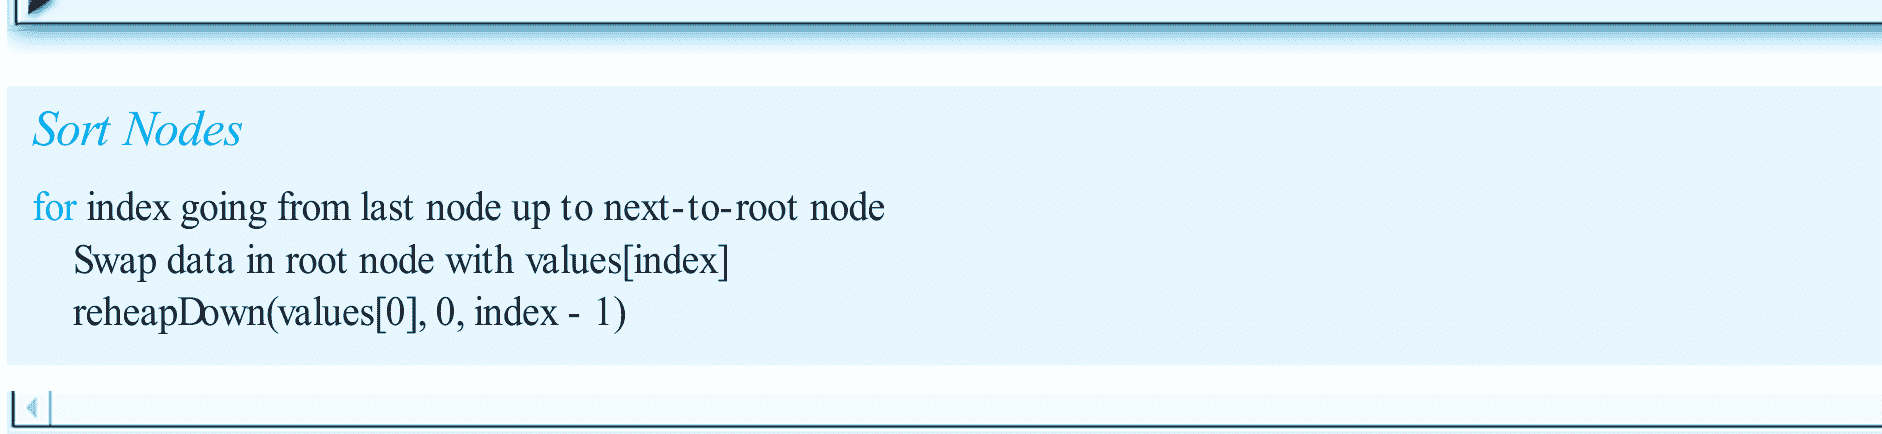 Sort Nodes
for index going from last node up to next-to-root node
Swap data in root node with values[index]
reheapDown(values[0], 0, index - 1)